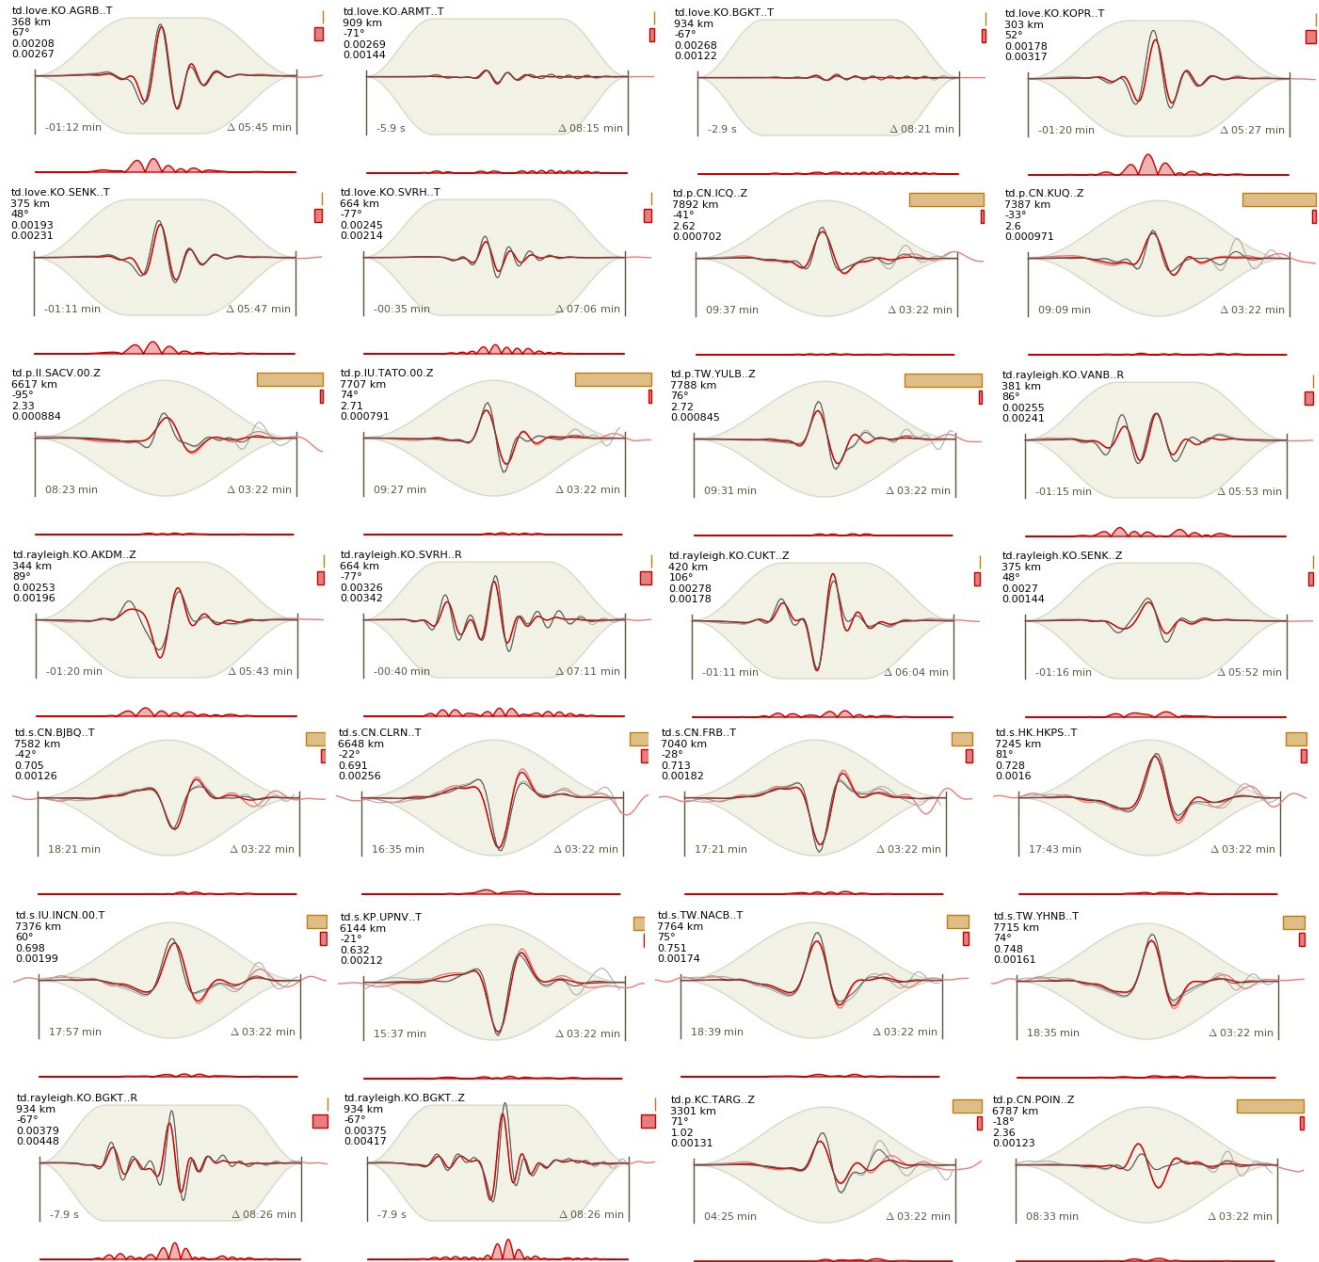 td.love.KO.AGRB..T
368 km
67°
0.00208
0.00267
-01:12 min
Δ 05:45 min
td.love.KO.ARMT..T
909 km
-71°
0.00269
0.00144
-5.9 s
Δ 08:15 min
td.love.KO.BGKT..T
934 km
-67°
0.00268
0.00122
-2.9 s
Δ 08:21 min
td.love.KO.KOPR..T
303 km
52°
0.00178
0.00317
-01:20 min
Δ 05:27 min
td.love.KO.SENK..T
375 km
48°
0.00193
0.00231
-01:11 min
Δ 05:47 min
td.love.KO.SVRH..T
664 km
-77°
0.00245
0.00214
-00:35 min
Δ 07:06 min
td.p.CN.ICQ..Z
7892 km
-41°
2.62
0.000702
09:37 min
Δ 03:22 min
td.p.CN.KUQ..Z
7387 km
-33°
2.6
0.000971
09:09 min
Δ 03:22 min
td.p.II.SACV.00.Z
6617 km
-95°
2.33
0.000884
08:23 min
Δ 03:22 min
td.p.IU.TATO.00.Z
7707 km
74°
2.71
0.000791
09:27 min
Δ 03:22 min
td.p.TW.YULB..Z
7788 km
76°
2.72
0.000845
09:31 min
Δ 03:22 min
td.rayleigh.KO.VANB..R
381 km
86°
0.00255
0.00241
-01:15 min
Δ 05:53 min
td.rayleigh.KO.AKDM..Z
344 km
89°
0.00253
0.00196
-01:20 min
Δ 05:43 min
td.rayleigh.KO.SVRH..R
664 km
-77°
0.00326
0.00342
-00:40 min
Δ 07:11 min
td.rayleigh.KO.CUKT..Z
420 km
106°
0.00278
0.00178
-01:11 min
Δ 06:04 min
td.rayleigh.KO.SENK..Z
375 km
48°
0.0027
0.00144
-01:16 min
Δ 05:52 min
td.s.CN.BJBQ..T
7582 km
-42°
0.705
0.00126
18:21 min
Δ 03:22 min
td.s.CN.CLRN..T
6648 km
-22°
0.691
0.00256
16:35 min
Δ 03:22 min
td.s.CN.FRB..T
7040 km
-28°
0.713
0.00182
17:21 min
Δ 03:22 min
td.s.HK.HKPS..T
7245 km
81°
0.728
0.0016
17:43 min
Δ 03:22 min
td.s.IU.INCN.00.T
7376 km
60°
0.698
0.00199
17:57 min
Δ 03:22 min
td.s.KP.UPNV..T
6144 km
-21°
0.632
0.00212
15:37 min
Δ 03:22 min
td.s.TW.NACB..T
7764 km
75°
0.751
0.00174
18:39 min
Δ 03:22 min
td.s.TW.YHNB..T
7715 km
74°
0.748
0.00161
18:35 min
Δ 03:22 min
td.rayleigh.KO.BGKT..R
934 km
-67°
0.00379
0.00448
-7.9 s
Δ 08:26 min
td.rayleigh.KO.BGKT..Z
934 km
-67°
0.00375
0.00417
-7.9 s
Δ 08:26 min
td.p.KC.TARG..Z
3301 km
71°
1.02
0.00131
04:25 min
Δ 03:22 min
td.p.CN.POIN..Z
6787 km
-18°
2.36
0.00123
08:33 min
Δ 03:22 min